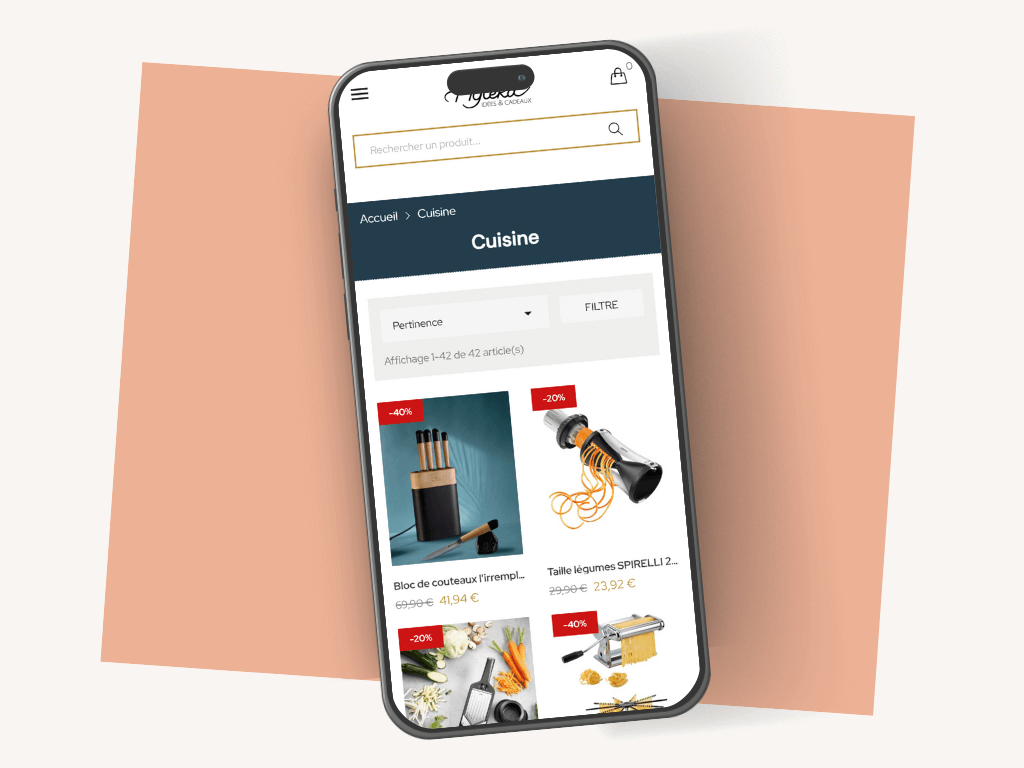 0
IDÉES & CADEAUX
Rechercher un produit...
Accueil > Cuisine
Cuisine
Pertinence
FILTRE
Affichage 1-42 de 42 article(s)
-40%
-20%
Bloc de couteaux l'irrempl...
69,90 € 41,94 €
Taille légumes SPIRELLI 2...
29,90 € 23,92 €
-20%
-40%